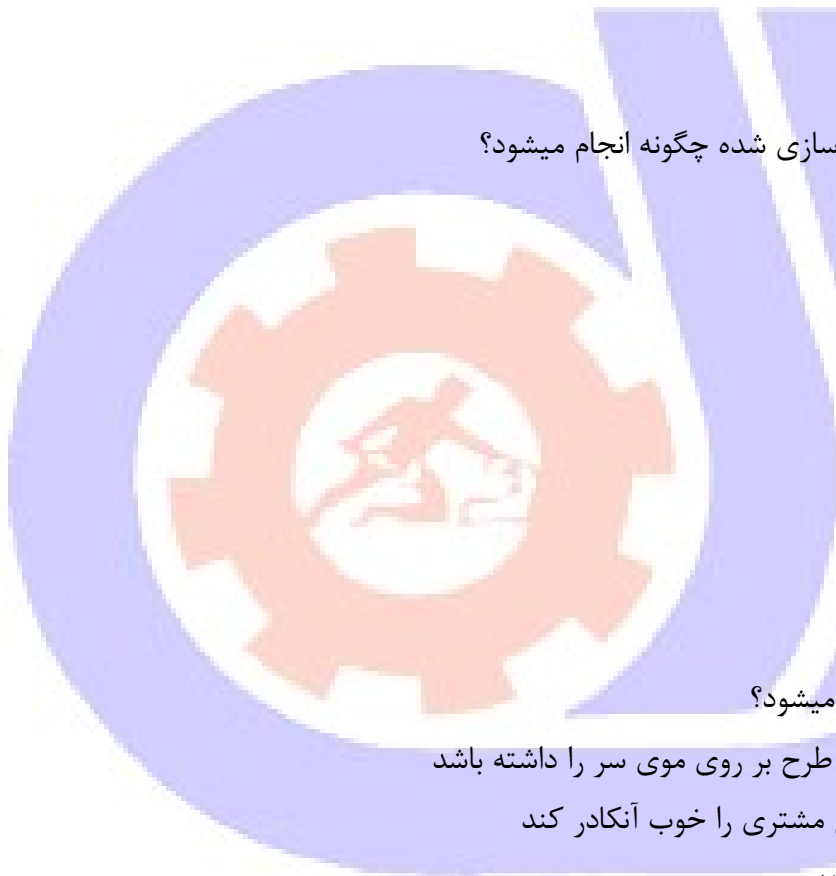 سازی شده چگونه انجام میشود؟
میشود؟
طرح بر روی موی سر را داشته باشد
مشتری را خوب آنکادر کند